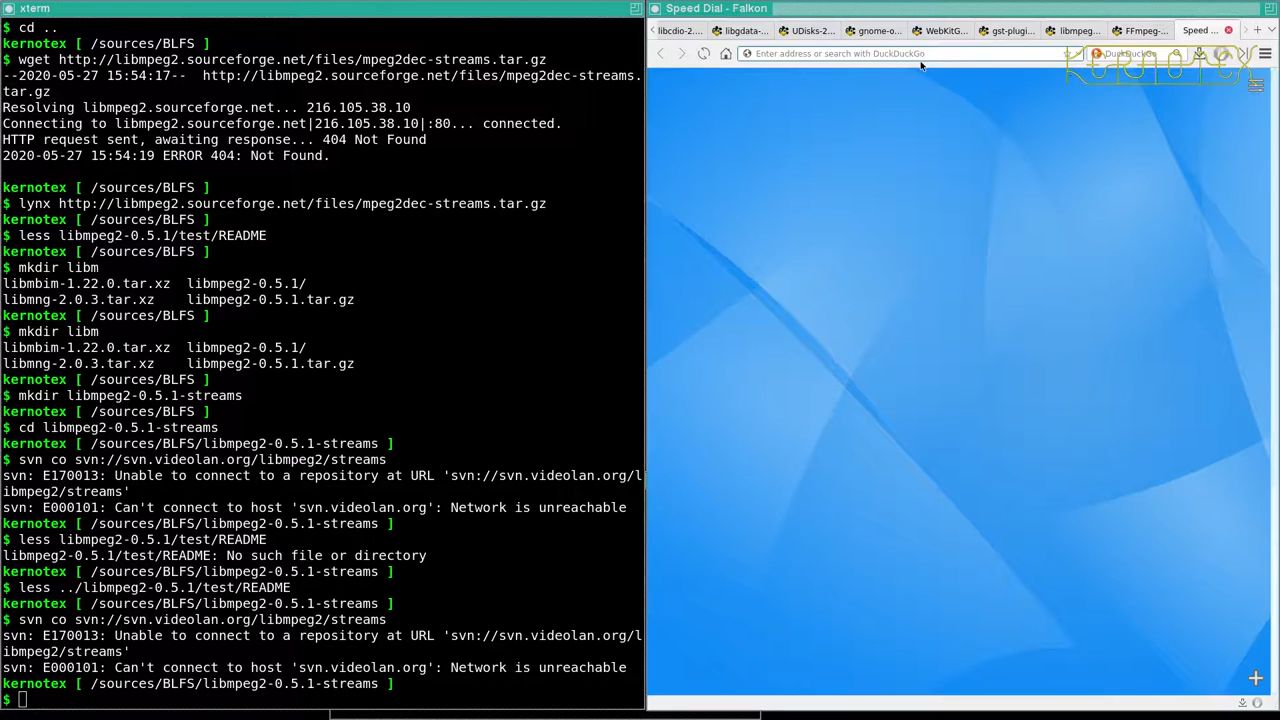 xterm
$ cd ..
kernotex [ /sources/BLFS ]
$ wget http://libmpeg2.sourceforge.net/files/mpeg2dec-streams.tar.gz
--2020-05-27 15:54:17--  http://libmpeg2.sourceforge.net/files/mpeg2dec-streams.
tar.gz
Resolving libmpeg2.sourceforge.net... 216.105.38.10
Connecting to libmpeg2.sourceforge.net|216.105.38.10|:80... connected.
HTTP request sent, awaiting response... 404 Not Found
2020-05-27 15:54:19 ERROR 404: Not Found.
kernotex [ /sources/BLFS ]
$ lynx http://libmpeg2.sourceforge.net/files/mpeg2dec-streams.tar.gz
kernotex [ /sources/BLFS ]
$ less libmpeg2-0.5.1/test/README
kernotex [ /sources/BLFS ]
$ mkdir libm
libmbim-1.22.0.tar.xz  libmpeg2-0.5.1/
libmng-2.0.3.tar.xz    libmpeg2-0.5.1.tar.gz
kernotex [ /sources/BLFS ]
$ mkdir libm
libmbim-1.22.0.tar.xz  libmpeg2-0.5.1/
libmng-2.0.3.tar.xz    libmpeg2-0.5.1.tar.gz
kernotex [ /sources/BLFS ]
$ mkdir libmpeg2-0.5.1-streams
kernotex [ /sources/BLFS ]
$ cd libmpeg2-0.5.1-streams
kernotex [ /sources/BLFS/libmpeg2-0.5.1-streams ]
$ svn co svn://svn.videolan.org/libmpeg2/streams
svn: E170013: Unable to connect to a repository at URL 'svn://svn.videolan.org/l
ibmpeg2/streams'
svn: E000101: Can't connect to host 'svn.videolan.org': Network is unreachable
kernotex [ /sources/BLFS/libmpeg2-0.5.1-streams ]
$ less libmpeg2-0.5.1/test/README
libmpeg2-0.5.1/test/README: No such file or directory
kernotex [ /sources/BLFS/libmpeg2-0.5.1-streams ]
$ less ../libmpeg2-0.5.1/test/README
kernotex [ /sources/BLFS/libmpeg2-0.5.1-streams ]
$ svn co svn://svn.videolan.org/libmpeg2/streams
svn: E170013: Unable to connect to a repository at URL 'svn://svn.videolan.org/l
ibmpeg2/streams'
svn: E000101: Can't connect to host 'svn.videolan.org': Network is unreachable
kernotex [ /sources/BLFS/libmpeg2-0.5.1-streams ]
$
Speed Dial - Falkon
libcdio-2.... libgdata-... UDisks-2... gnome-o... WebKitG... gst-plugi... libmpeg... FFmpeg-... Speed ...
Enter address or search with DuckDuckGo DuckDuckGo
KERNOTEX